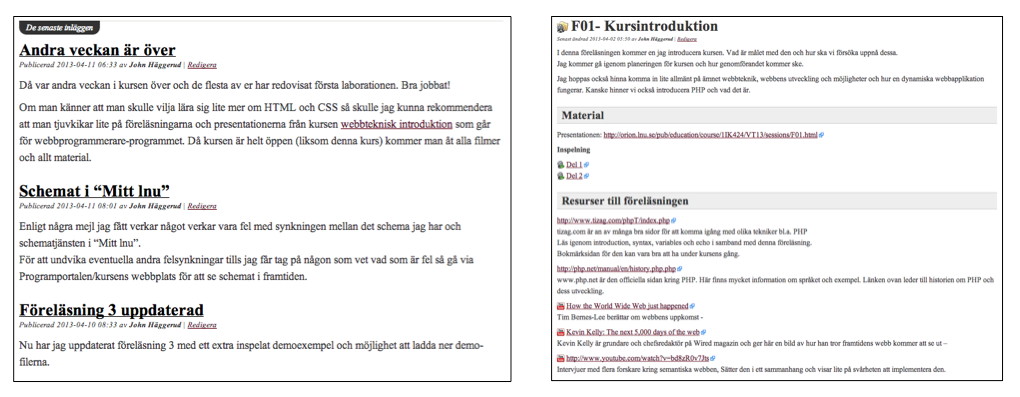 De senaste inläggen
Andra veckan är över
Publicerad 2013-04-11 06:33 av John Häggerud | Redigera
Då var andra veckan i kursen över och de flesta av er har redovisat första laborationen. Bra jobbat!
Om man känner att man skulle vilja lära sig lite mer om HTML och CSS så skulle jag kunna rekommendera
att man tjuvkikar lite på föreläsningarna och presentationerna från kursen webbteknisk introduktion som går
för webbprogrammerare-programmet. Då kursen är helt öppen (liksom denna kurs) kommer man åt alla filmer
och allt material.
Schemat i “Mitt lnu”
Publicerad 2013-04-11 08:01 av John Häggerud | Redigera
Enligt några mejl jag fått verkar något verkar vara fel med synkningen mellan det schema jag har och
schematjänsten i “Mitt lnu”.
För att undvika eventuella andra felsynkningar tills jag får tag på någon som vet vad som är fel så gå via
Programportalen/kursens webbplats för att se schemat i framtiden.
Föreläsning 3 uppdaterad
Publicerad 2013-04-10 08:33 av John Häggerud | Redigera
Nu har jag uppdaterat föreläsning 3 med ett extra inspelat demoexempel och möjlighet att ladda ner demo-
filerna.
F01- Kursintroduktion
Senast ändrad 2013-04-02 05:50 av John Häggerud | Redigera
I denna föreläsningen kommer en jag introducera kursen. Vad är målet med den och hur ska vi försöka uppnå dessa.
Jag kommer gå igenom planeringen för kursen och hur genomförandet kommer ske.
Jag hoppas också hinna komma in lite allmänt på ämnet webbteknik, webbens utveckling och möjligheter och hur en dynamiska webbapplikation
fungerar. Kanske hinner vi också introducera PHP och vad det är.
Material
Presentationen: http://orion.lnu.se/pub/education/course/1IK424/VT13/sessions/F01.html
Inspelning
Del 1
Del 2
Resurser till föreläsningen
http://www.tizag.com/phpT/index.php
tizag.com är an av många bra sidor för att komma igång med olika tekniker bl.a. PHP
Läs igenom introduction, syntax, variables och echo i samband med denna föreläsning.
Bokmärksidan för den kan vara bra att ha under kursens gång.
http://php.net/manual/en/history.php.php
www.php.net är den officiella sidan kring PHP. Här finns mycket information om språket och exempel. Länken ovan leder till historien om PHP och
dess utveckling.
How the World Wide Web just happened
Tim Bernes-Lee berättar om webbens uppkomst -
Kevin Kelly: The next 5,000 days of the web
Kevin Kelly är grundare och chefsredaktör på Wired magazin och ger här en bild av hur han tror framtidens webb kommer att se ut –
http://www.youtube.com/watch?v=bd8zR0v7Jts
Intervjuer med flera forskare kring semantiska webben, Sätter den i ett sammanhang och visar lite på svårheten att implementera den.